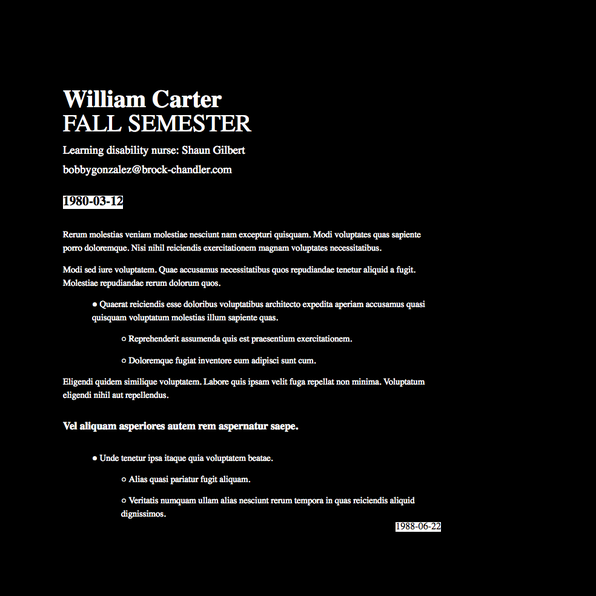 William Carter
FALL SEMESTER
Learning disability nurse: Shaun Gilbert
bobbygonzalez@brock-chandler.com
1980-03-12
Rerum molestias veniam molestiae nesciunt nam excepturi quisquam. Modi voluptates quas sapiente
porro doloremque. Nisi nihil reiciendis exercitationem magnam voluptates necessitatibus.
Modi sed iure voluptatem. Quae accusamus necessitatibus quos repudiandae tenetur aliquid a fugit.
Molestiae repudiandae rerum dolorum quos.
● Quaerat reiciendis esse doloribus voluptatibus architecto expedita aperiam accusamus quasi
quisquam voluptatum molestias illum sapiente quas.
○ Reprehenderit assumenda quis est praesentium exercitationem.
○ Doloremque fugiat inventore eum adipisci sunt cum.
Eligendi quidem similique voluptatem. Labore quis ipsam velit fuga repellat non minima. Voluptatum
eligendi nihil aut repellendus.
Vel aliquam asperiores autem rem aspernatur saepe.
● Unde tenetur ipsa itaque quia voluptatem beatae.
○ Alias quasi pariatur fugit aliquam.
○ Veritatis numquam ullam alias nesciunt rerum tempora in quas reiciendis aliquid
dignissimos.
1988-06-22